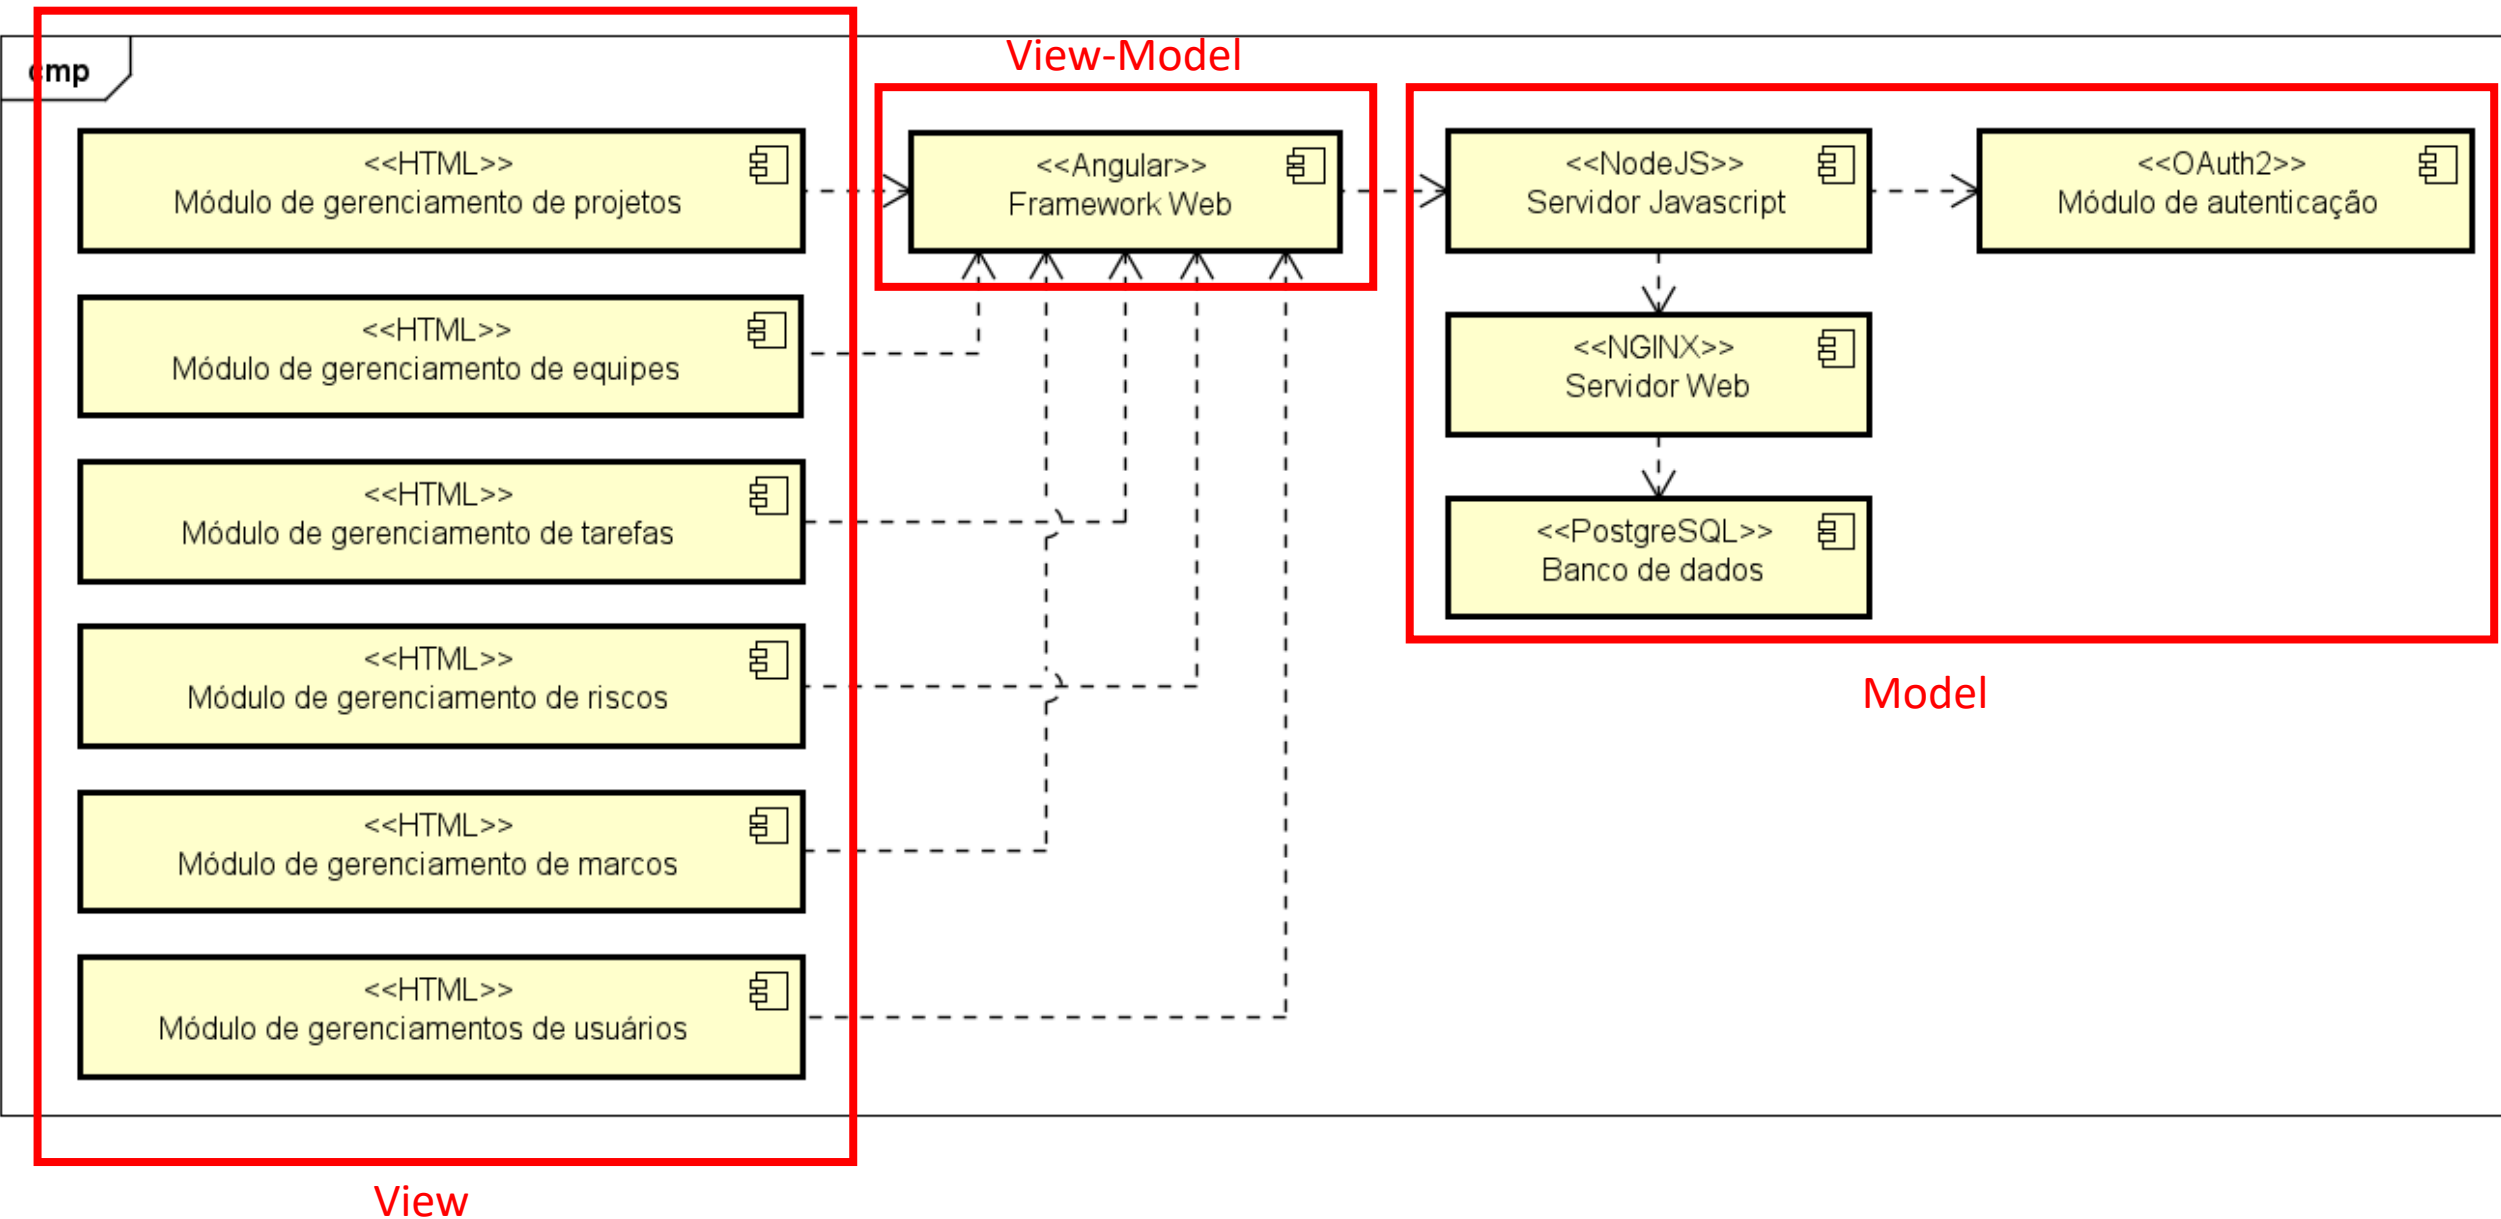 cmp
View-Model
<<HTML>>
Módulo de gerenciamento de projetos
<<Angular>>
Framework Web
<<NodeJS>>
Servidor Javascript
<<OAuth2>>
Módulo de autenticação
<<HTML>>
Módulo de gerenciamento de equipes
<<NGINX>>
Servidor Web
<<HTML>>
Módulo de gerenciamento de tarefas
<<PostgreSQL>>
Banco de dados
<<HTML>>
Módulo de gerenciamento de riscos
Model
<<HTML>>
Módulo de gerenciamento de marcos
<<HTML>>
Módulo de gerenciamentos de usuários
View